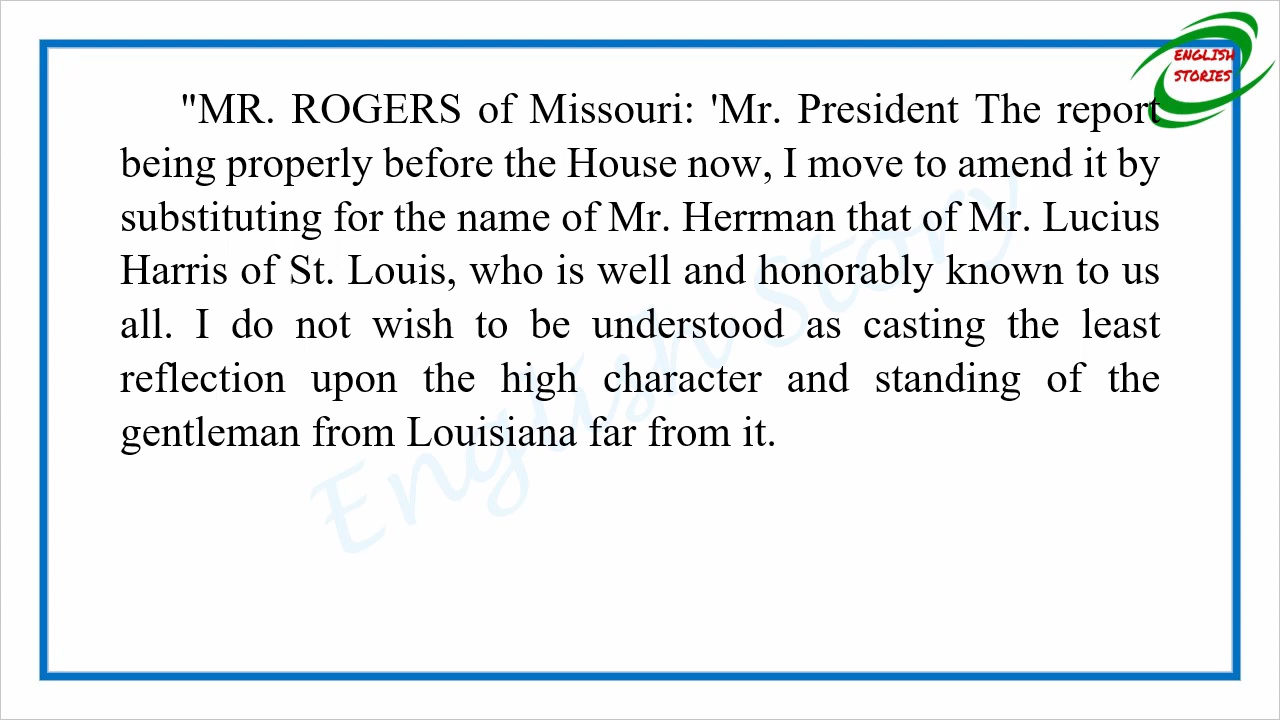 ENGLISH
STORIES
"MR. ROGERS of Missouri: 'Mr. President The report
being properly before the House now, I move to amend it by
substituting for the name of Mr. Herrman that of Mr. Lucius
Harris of St. Louis, who is well and honorably known to us
all. I do not wish to be understood as casting the least
reflection upon the high character and standing of the
gentleman from Louisiana far from it.
English Story